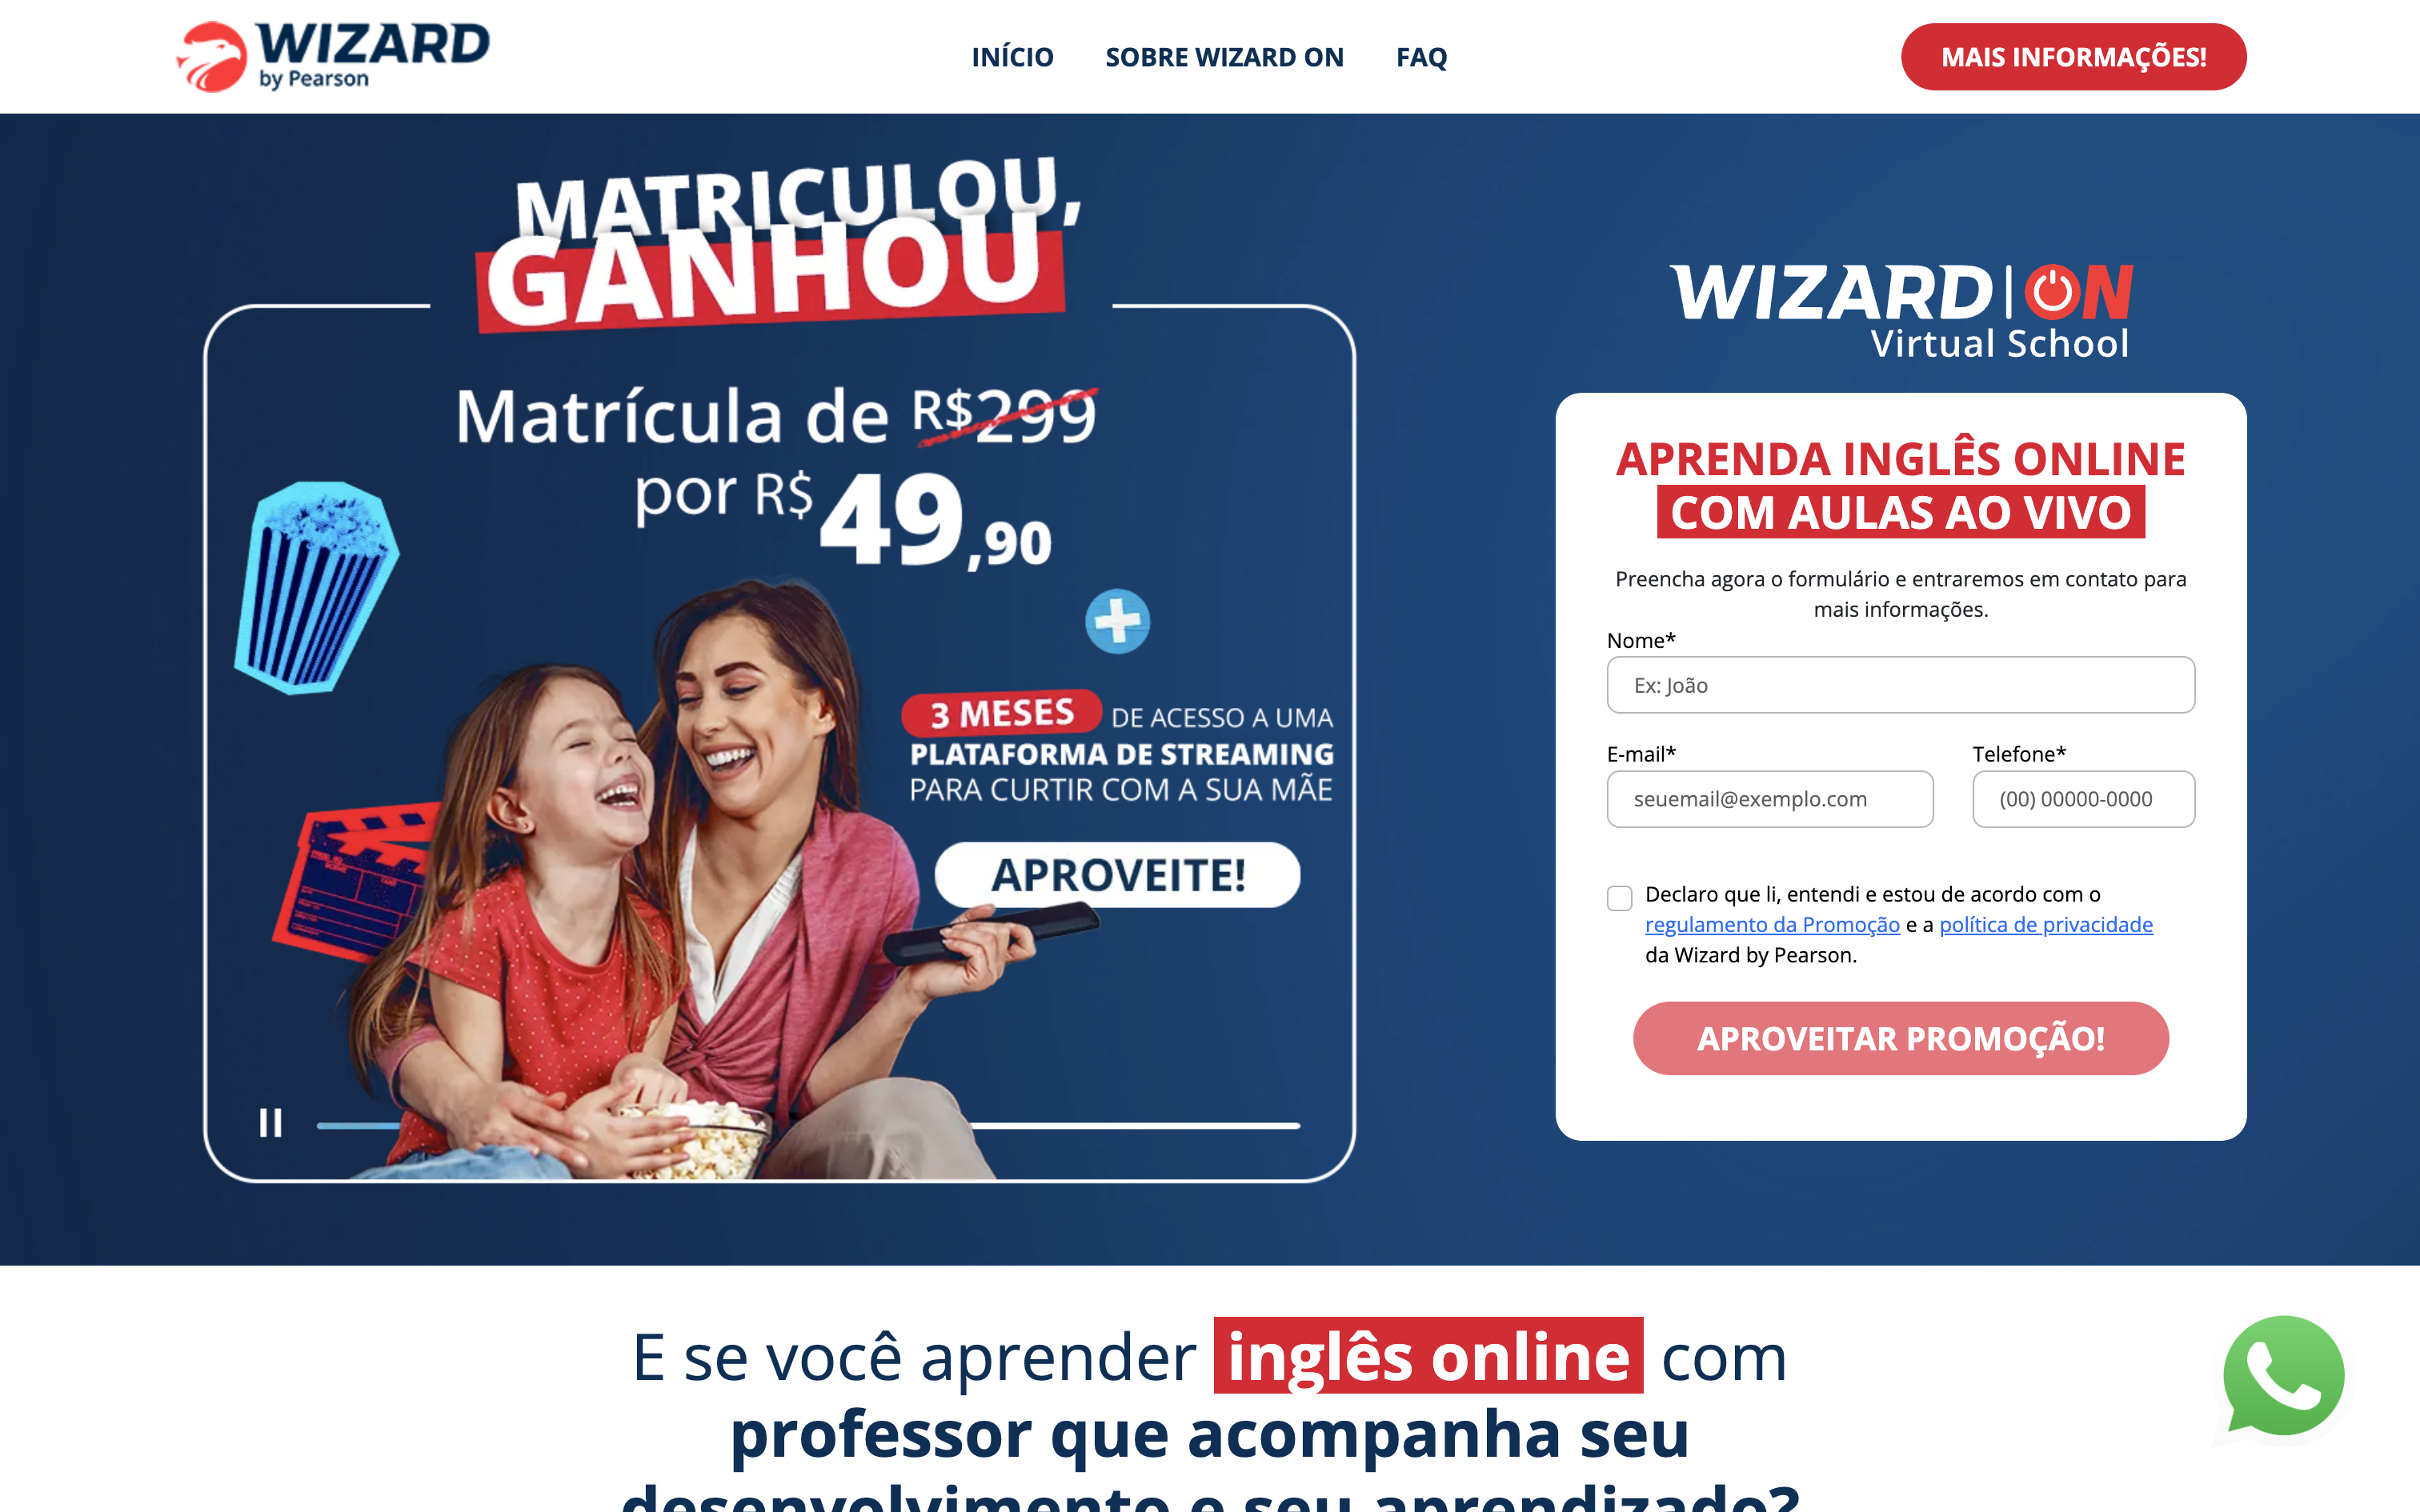 WIZARD
by Pearson
INÍCIO
SOBRE WIZARD ON
FAQ
MAIS INFORMAÇÕES!
MATRICULOU,
GANHOU
Matrícula de R$299
por R$49,90
3 MESES DE ACESSO A UMA
PLATAFORMA DE STREAMING
PARA CURTIR COM A SUA MÃE
APROVEITE!
WIZARD|ON
Virtual School
APRENDA INGLÊS ONLINE
COM AULAS AO VIVO
Preencha agora o formulário e entraremos em contato para
mais informações.
Nome*
Ex: João
E-mail*
Telefone*
seuemail@exemplo.com
(00) 00000-0000
Declaro que li, entendi e estou de acordo com o
regulamento da Promoção e a política de privacidade
da Wizard by Pearson.
APROVEITAR PROMOÇÃO!
E se você aprender inglês online com
professor que acompanha seu
desenvolvimento e seu aprendizado?